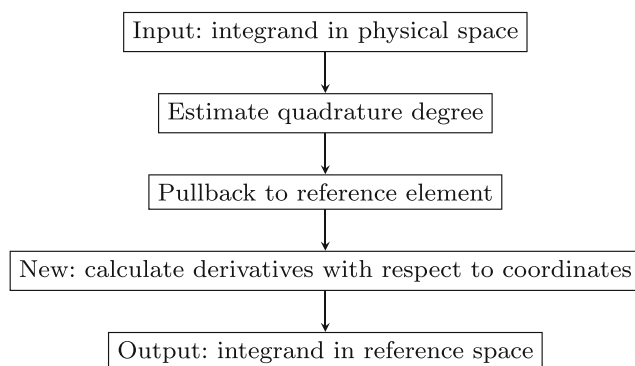 Input: integrand in physical space
Estimate quadrature degree
Pullback to reference element
New: calculate derivatives with respect to coordinates
Output: integrand in reference space